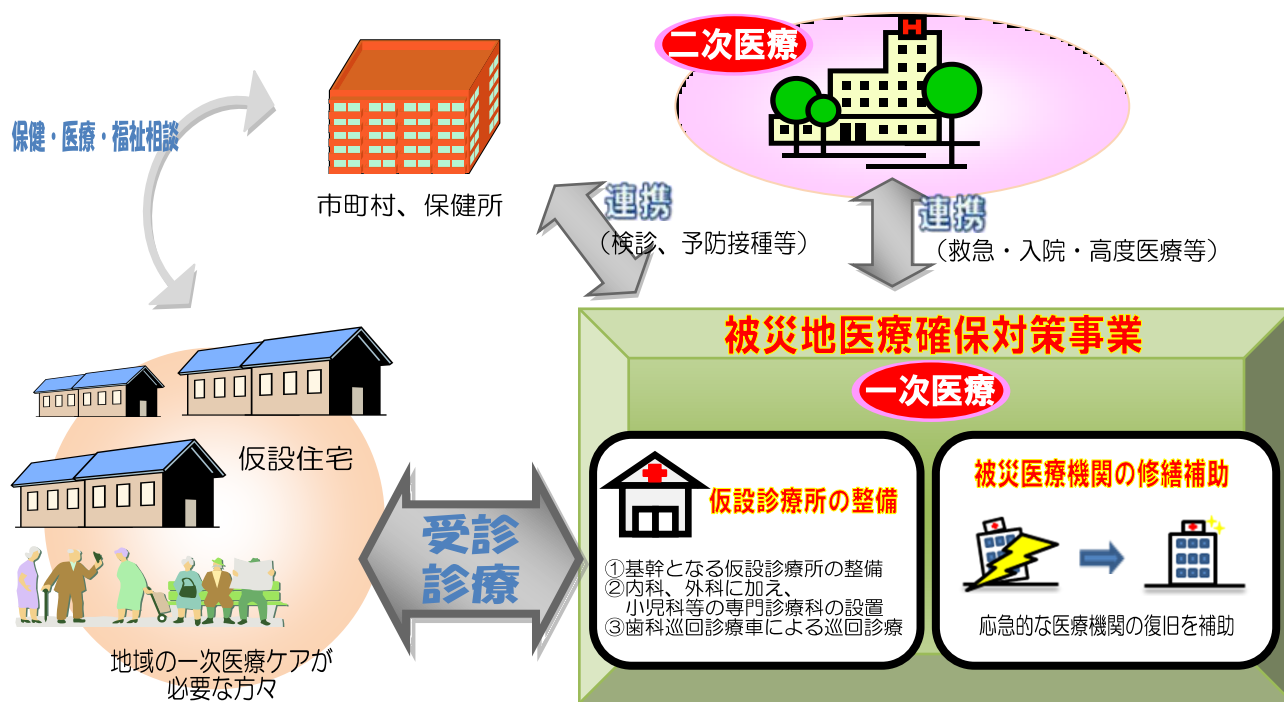 二次医療
保健・医療・福祉相談
市町村、保健所
連携
（検診、予防接種等）
連携
（救急・入院・高度医療等）
被災地医療確保対策事業
一次医療
仮設住宅
受診
診療
地域の一次医療ケアが
必要な方々
仮設診療所の整備
①基幹となる仮設診療所の整備
②内科、外科に加え、
小児科等の専門診療科の設置
③歯科巡回診療車による巡回診療
被災医療機関の修繕補助
応急的な医療機関の復旧を補助
H